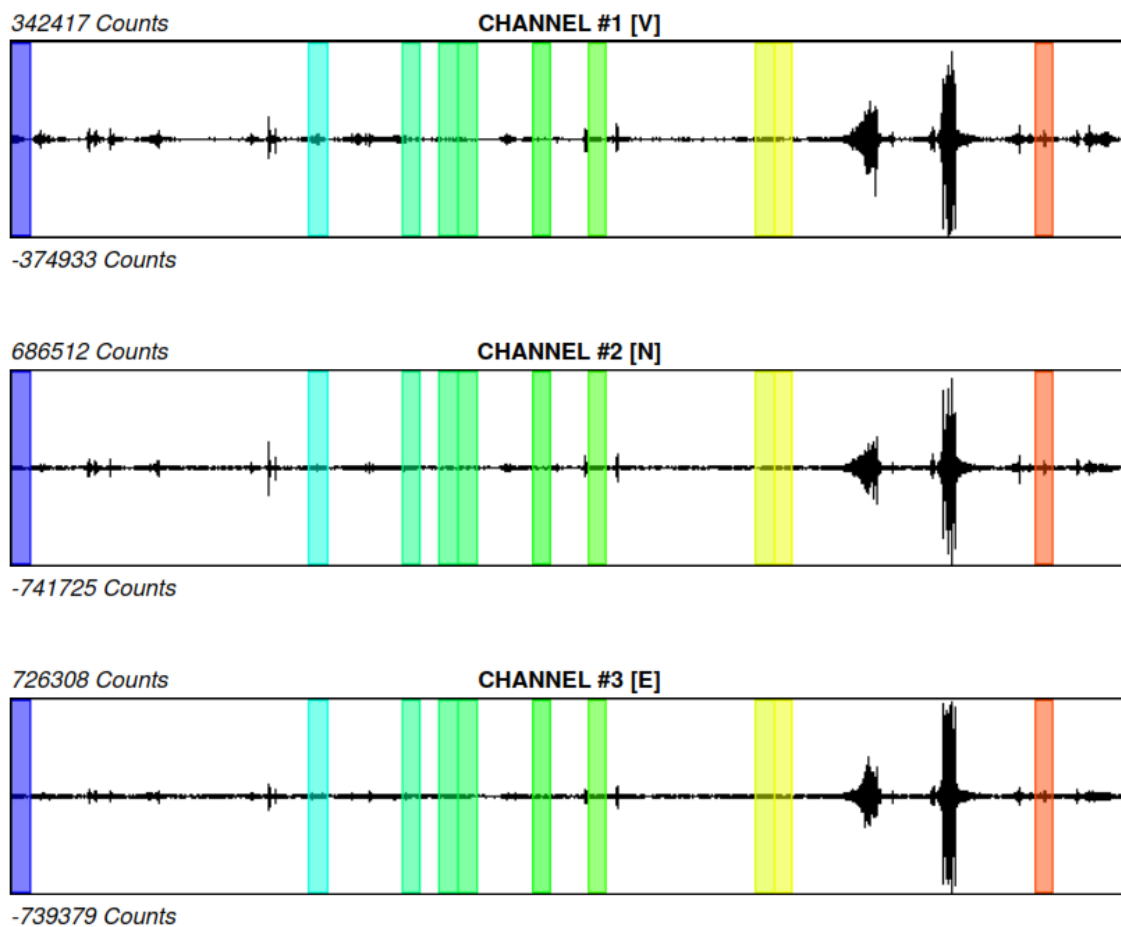 342417 Counts CHANNEL #1 [V]
-374933 Counts
686512 Counts CHANNEL #2 [N]
-741725 Counts
726308 Counts CHANNEL #3 [E]
-739379 Counts